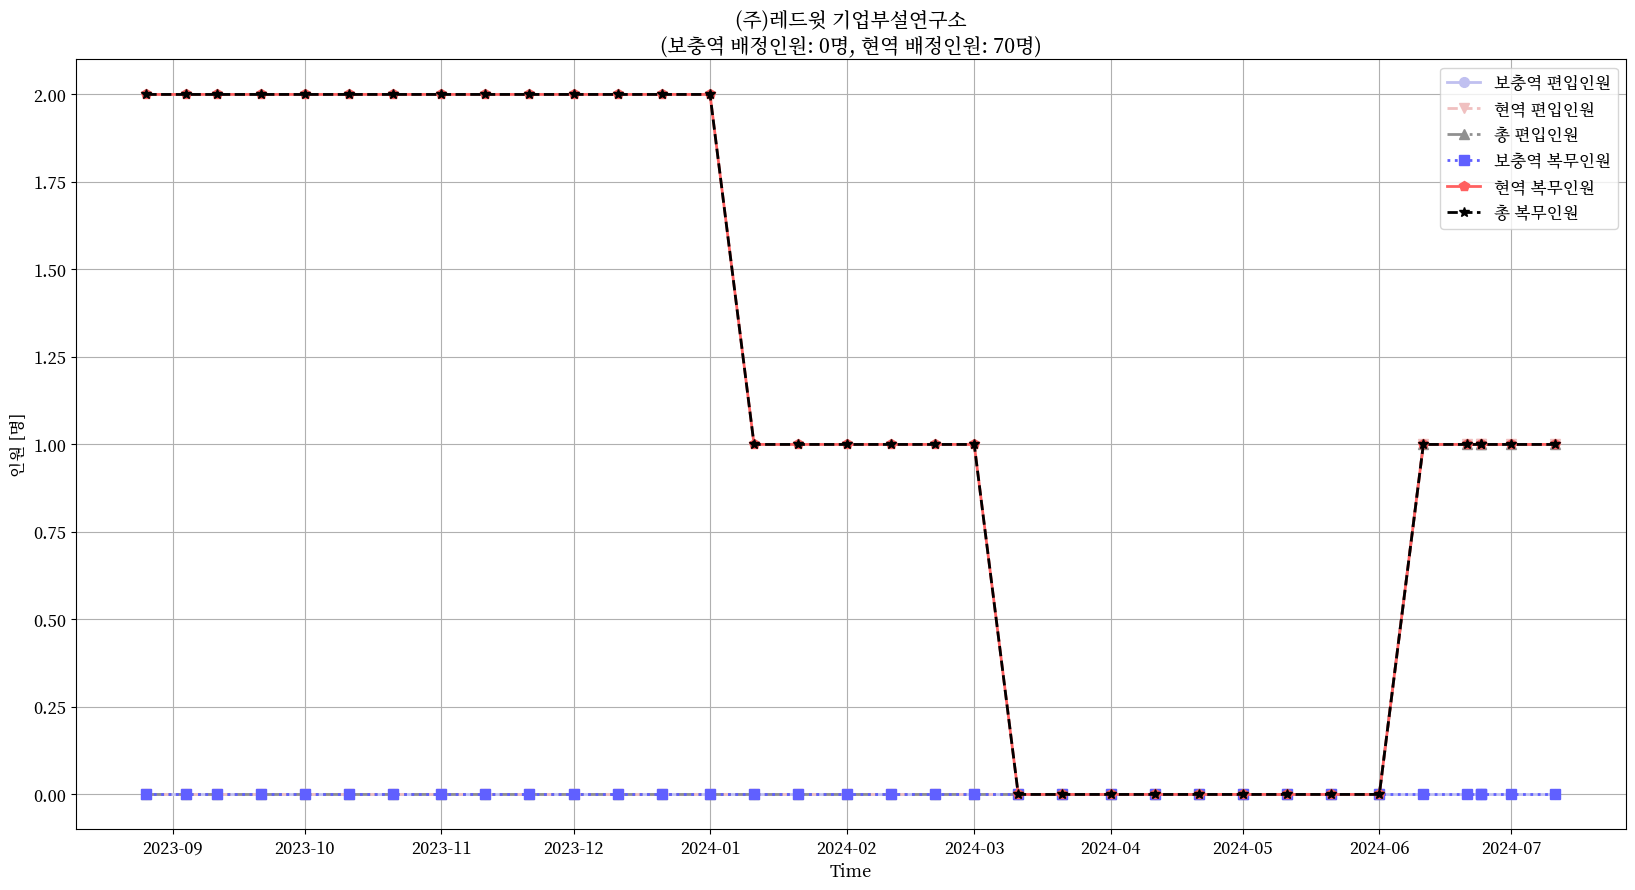 (주)레드윗 기업부설연구소
(보충역 배정인원: 0명, 현역 배정인원: 70명)
보충역 편입인원
현역 편입인원
총 편입인원
보충역 복무인원
현역 복무인원
총 복무인원
인원 [명]
2.00
1.75
1.50
1.25
1.00
0.75
0.50
0.25
0.00
2023-09 2023-10 2023-11 2023-12 2024-01 2024-02 2024-03 2024-04 2024-05 2024-06 2024-07
Time